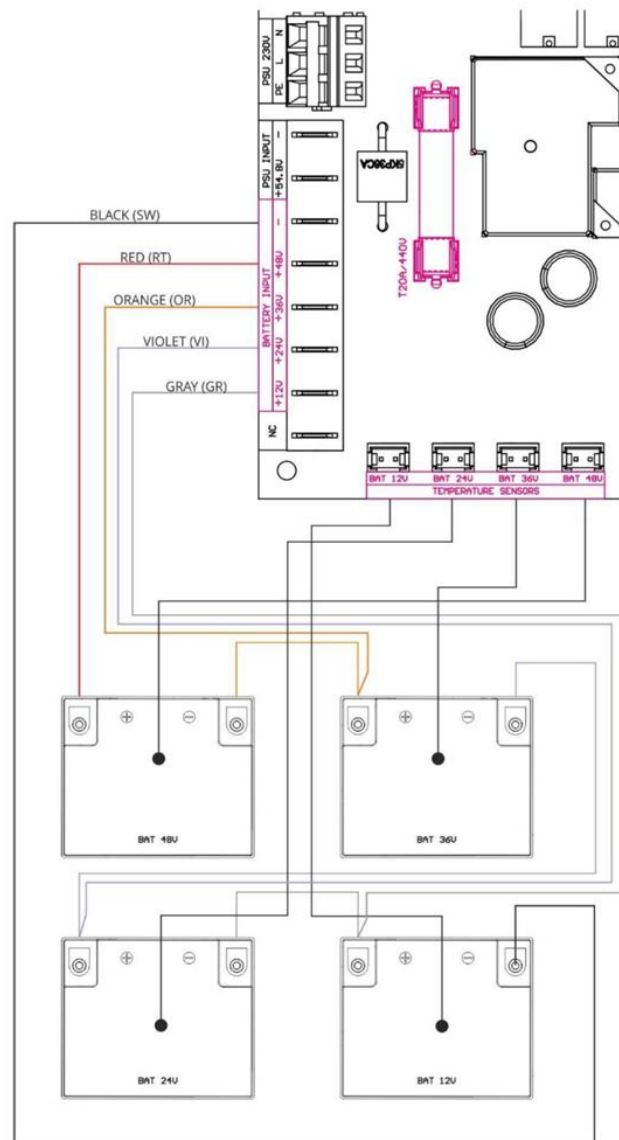 PSU 230V
N
L
PE
PSU INPUT
-
+54.8V
BATTERY INPUT
-
+48V
+36V
+24V
+12V
NC
BLACK (SW)
RED (RT)
ORANGE (OR)
VIOLET (VI)
GRAY (GR)
5KP36CA
T20A/440V
BAT 12V
BAT 24V
BAT 36V
BAT 48V
TEMPERATURE SENSORS
+ -
BAT 48V
+ -
BAT 36V
+ -
BAT 24V
+ -
BAT 12V